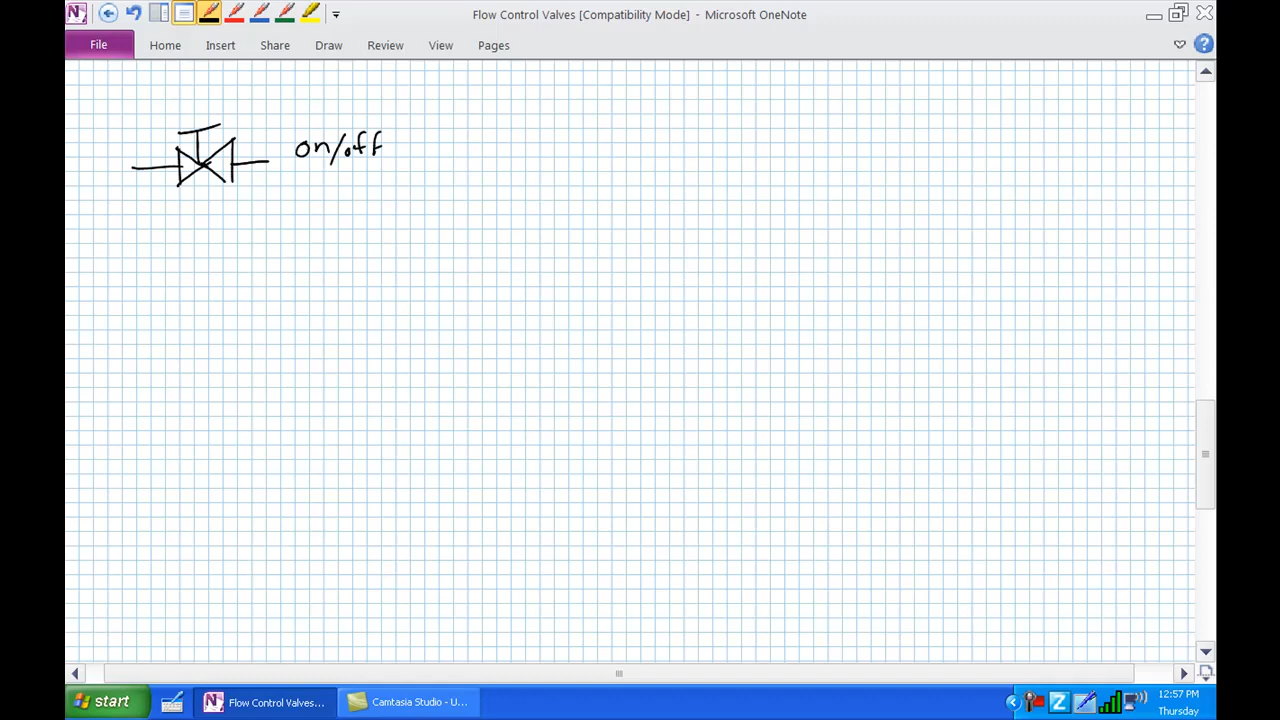 Flow Control Valves [Compatibility Mode] - Microsoft OneNote
File Home Insert Share Draw Review View Pages
on/off
start Flow Control Valves... Camtasia Studio - U... 12:57 PM
Thursday